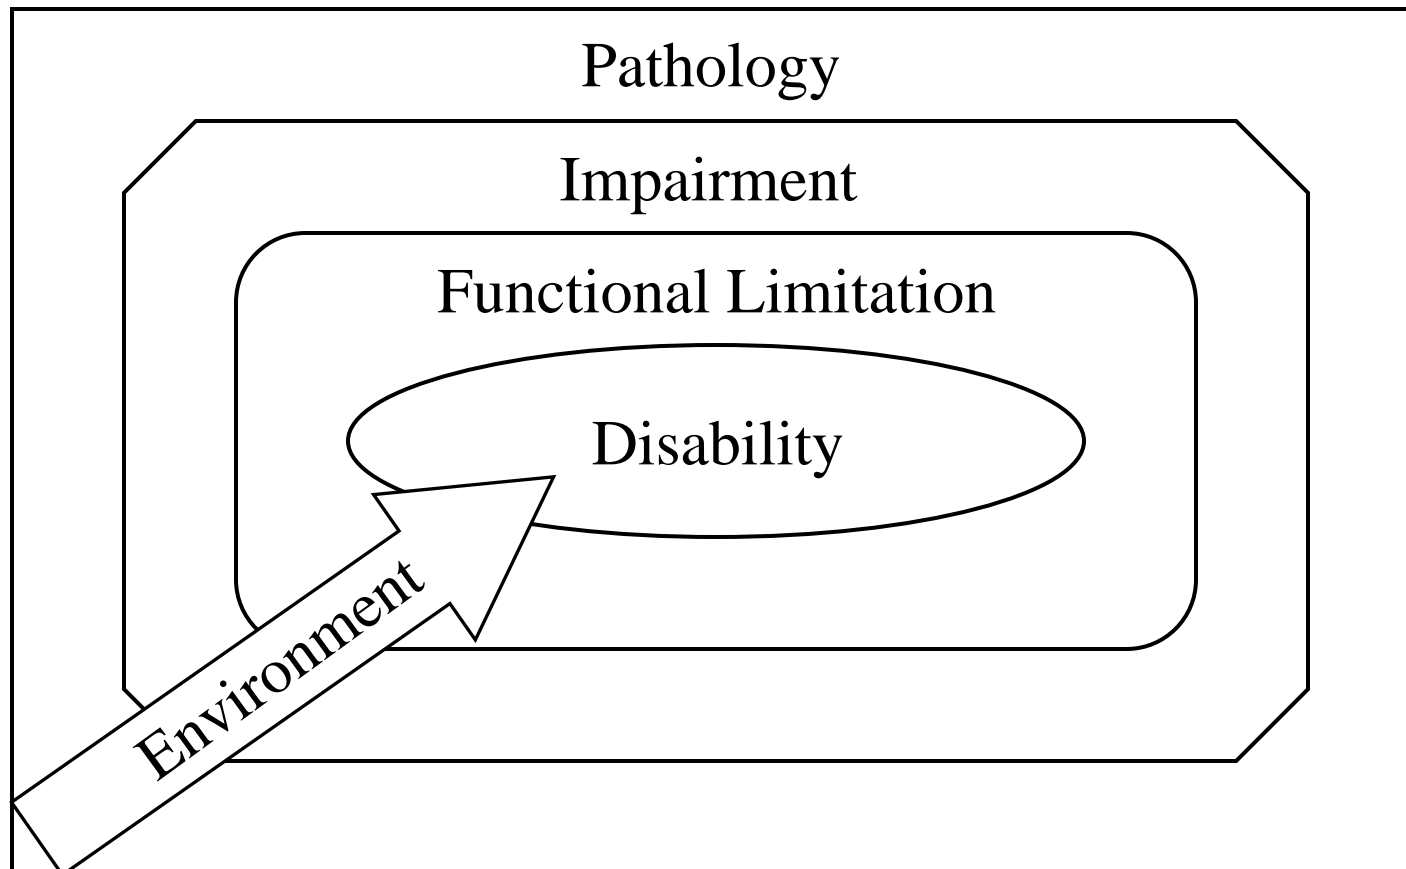 Pathology
Impairment
Functional Limitation
Disability
Environment